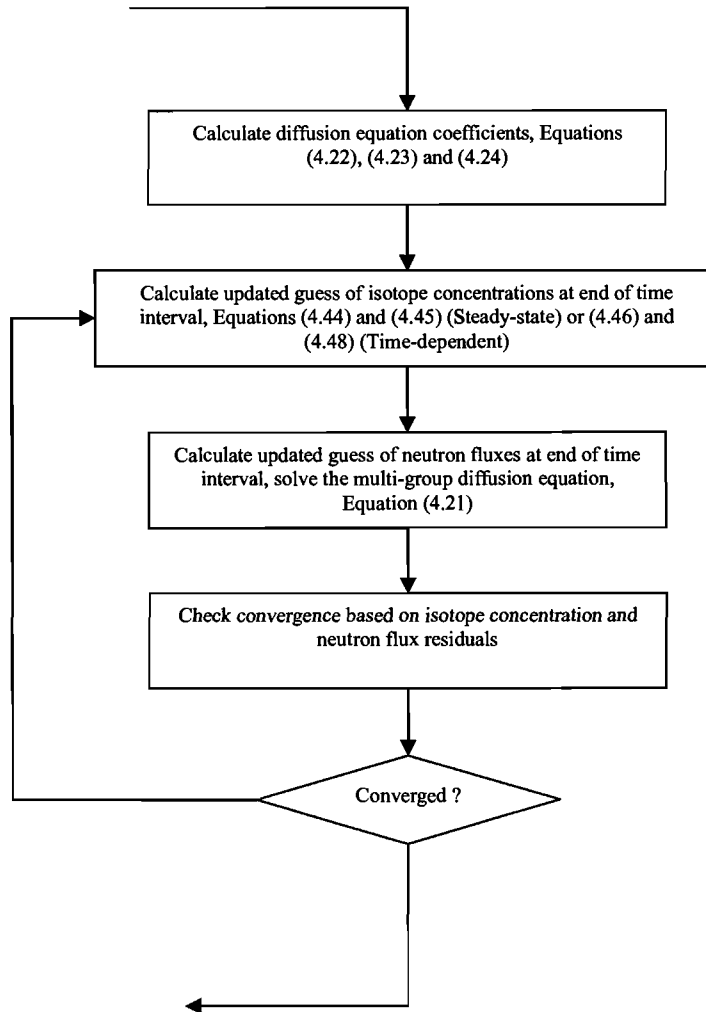 Calculate diffusion equation coefficients, Equations
(4.22), (4.23) and (4.24)
Calculate updated guess of isotope concentrations at end of time
interval, Equations (4.44) and (4.45) (Steady-state) or (4.46) and
(4.48) (Time-dependent)
Calculate updated guess of neutron fluxes at end of time
interval, solve the multi-group diffusion equation,
Equation (4.21)
Check convergence based on isotope concentration and
neutron flux residuals
Converged ?